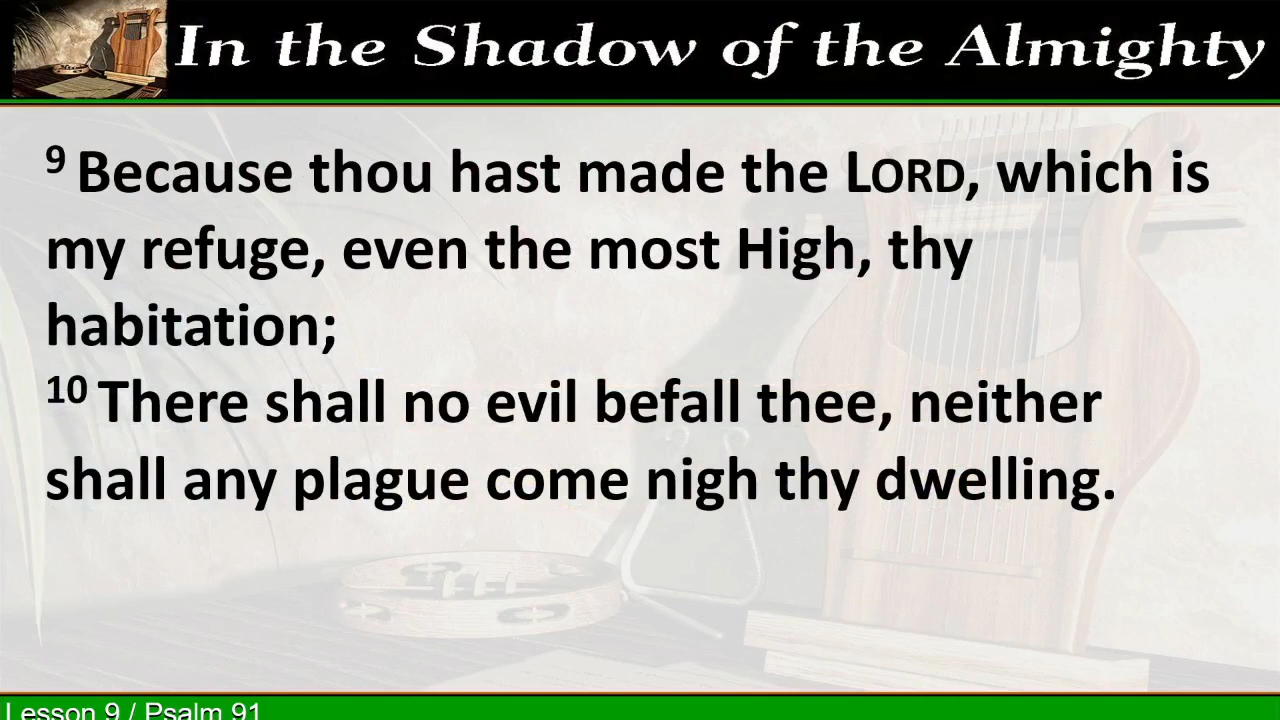 In the Shadow of the Almighty
9 Because thou hast made the LORD, which is
my refuge, even the most High, thy
habitation;
10 There shall no evil befall thee, neither
shall any plague come nigh thy dwelling.
Lesson 9 / Psalm 91